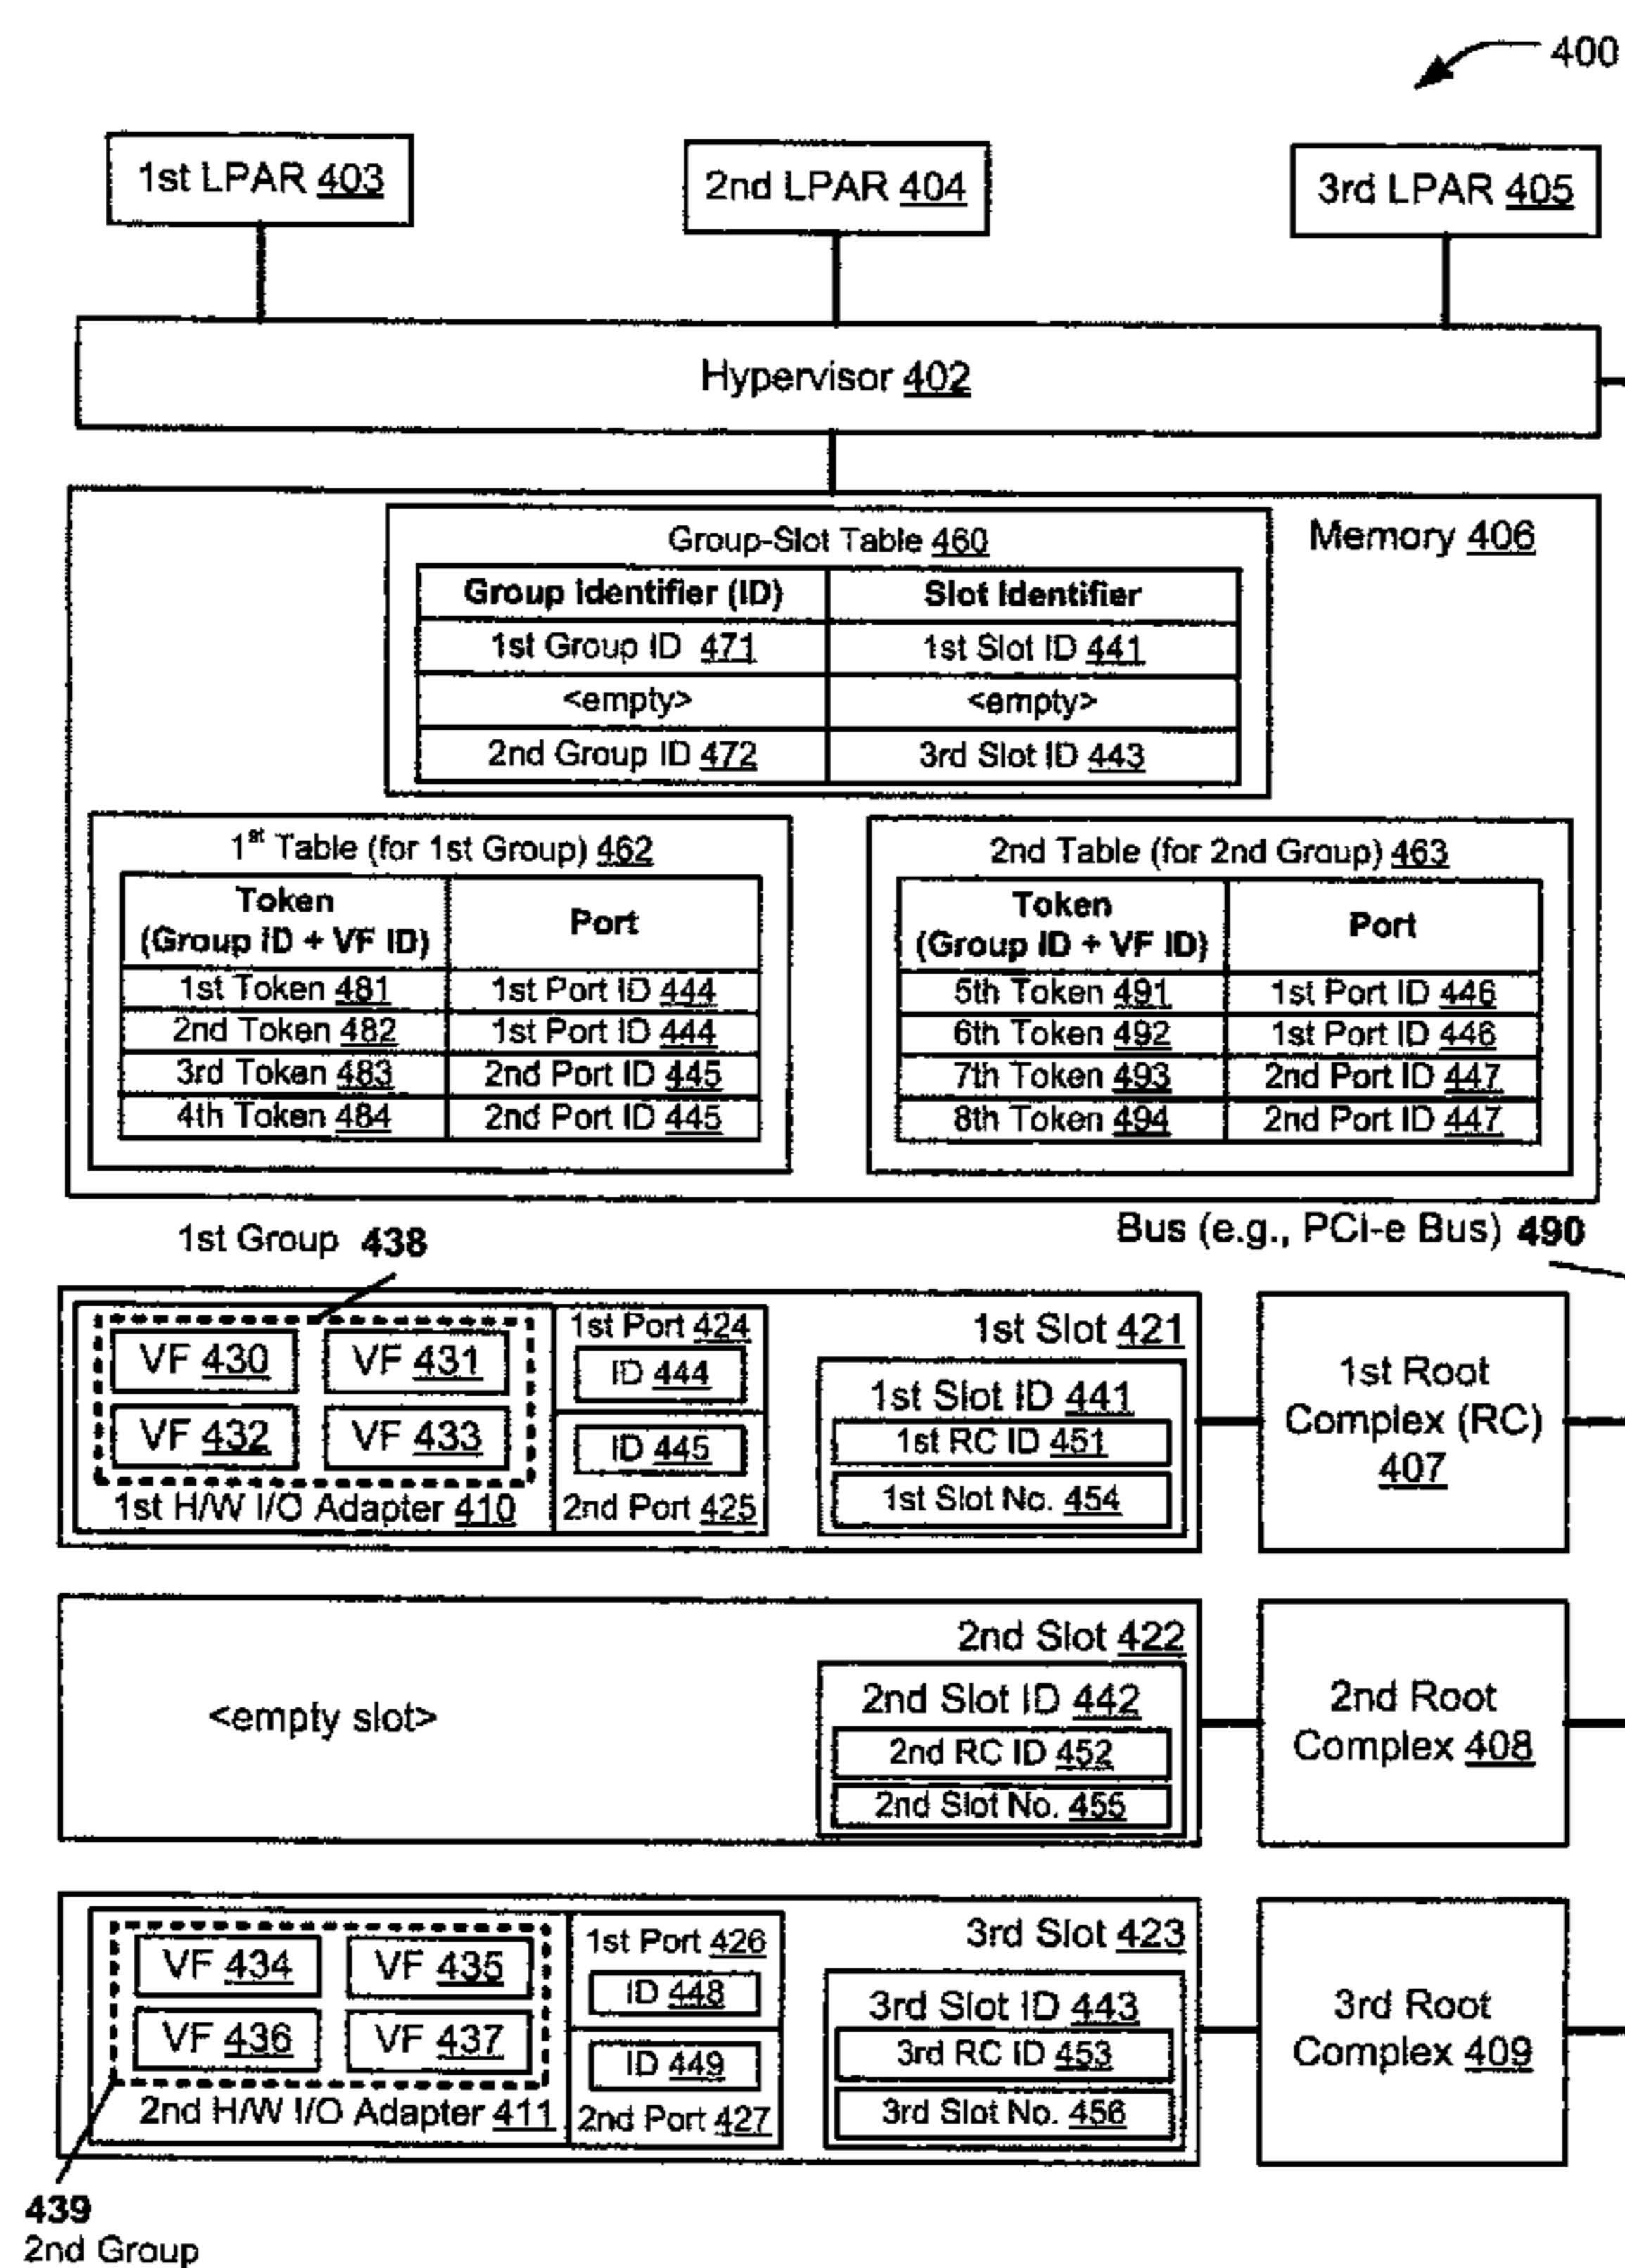 400
1st LPAR 403
2nd LPAR 404
3rd LPAR 405
Hypervisor 402
Memory 406
Group-Slot Table 460
Group Identifier (ID) Slot Identifier
1st Group ID 471 1st Slot ID 441
<empty> <empty>
2nd Group ID 472 3rd Slot ID 443
1st Table (for 1st Group) 462
Token
(Group ID + VF ID)
Port
1st Token 481 1st Port ID 444
2nd Token 482 1st Port ID 444
3rd Token 483 2nd Port ID 445
4th Token 484 2nd Port ID 445
2nd Table (for 2nd Group) 463
Token
(Group ID + VF ID)
Port
5th Token 491 1st Port ID 446
6th Token 492 1st Port ID 446
7th Token 493 2nd Port ID 447
8th Token 494 2nd Port ID 447
1st Group 438
Bus (e.g., PCI-e Bus) 490
VF 430 VF 431
VF 432 VF 433
1st H/W I/O Adapter 410
1st Port 424
ID 444
ID 445
2nd Port 425
1st Slot 421
1st Slot ID 441
1st RC ID 451
1st Slot No. 454
1st Root
Complex (RC)
407
<empty slot>
2nd Slot 422
2nd Slot ID 442
2nd RC ID 452
2nd Slot No. 455
2nd Root
Complex 408
VF 434 VF 435
VF 436 VF 437
2nd H/W I/O Adapter 411
1st Port 426
ID 448
ID 449
2nd Port 427
3rd Slot 423
3rd Slot ID 443
3rd RC ID 453
3rd Slot No. 456
3rd Root
Complex 409
439
2nd Group